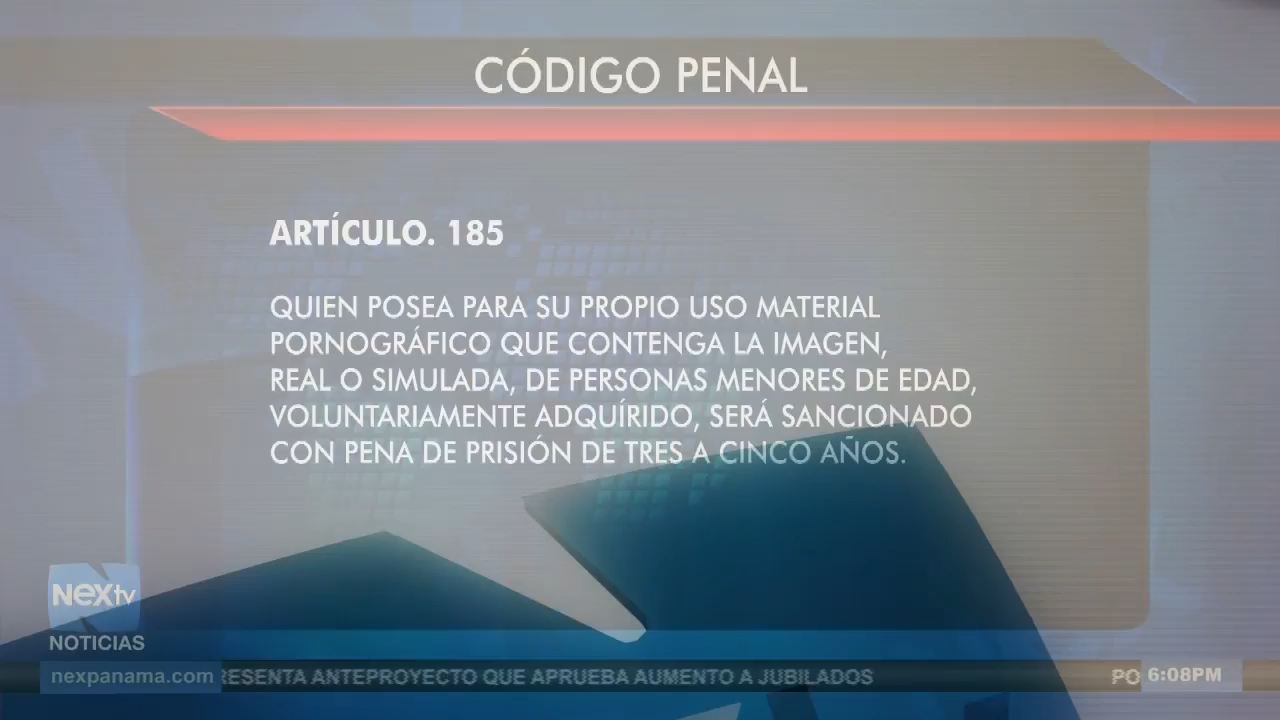 CÓDIGO PENAL
ARTÍCULO. 185
QUIEN POSEA PARA SU PROPIO USO MATERIAL
PORNOGRÁFICO QUE CONTENGA LA IMAGEN,
REAL O SIMULADA, DE PERSONAS MENORES DE EDAD,
VOLUNTARIAMENTE ADQUÍRIDO, SERÁ SANCIONADO
CON PENA DE PRISIÓN DE TRES A CINCO AÑOS.
NEXtv
NOTICIAS
nexpanama.com RESENTA ANTEPROYECTO QUE APRUEBA AUMENTO A JUBILADOS PO 6:08PM